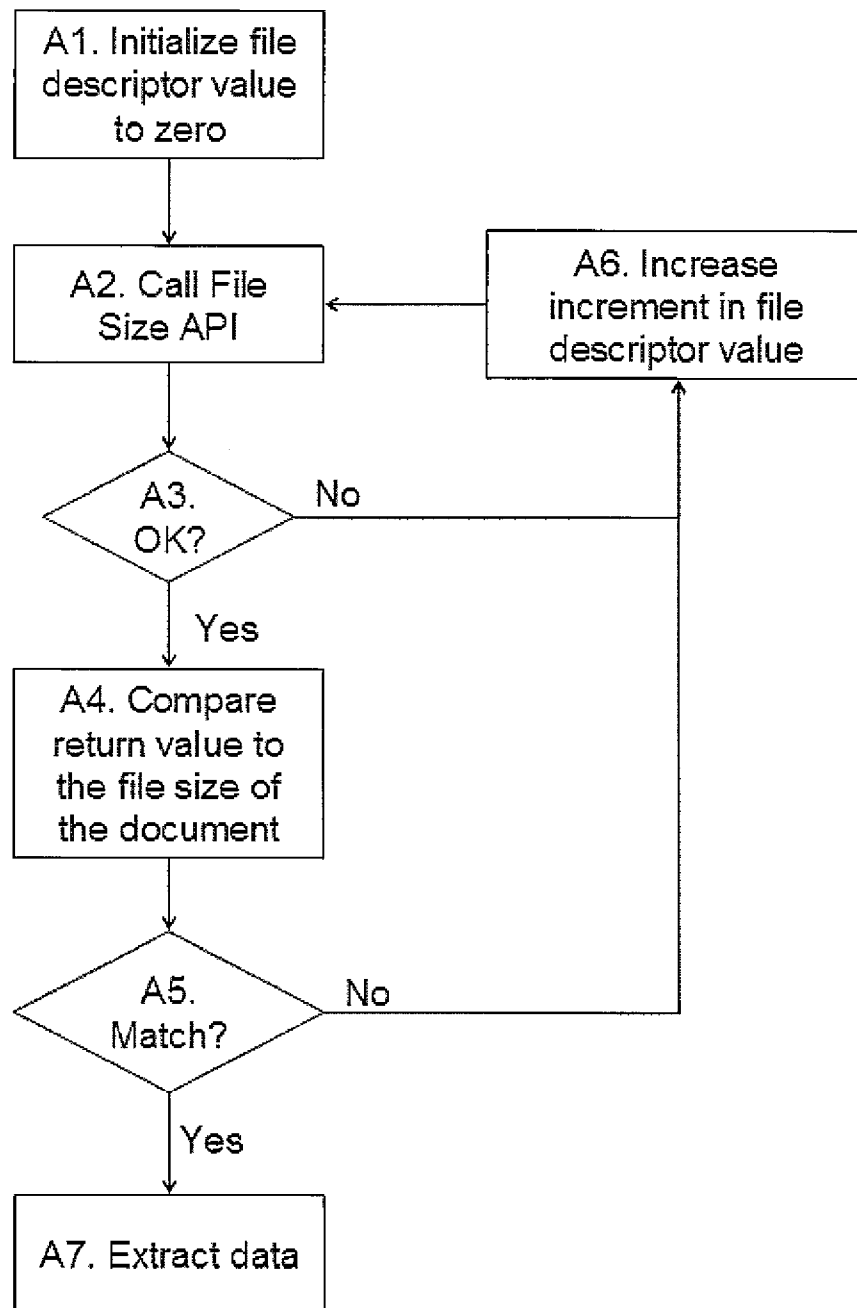 A1. Initialize file
descriptor value
to zero
A2. Call File
Size API
A6. Increase
increment in file
descriptor value
A3.
OK?
No
Yes
A4. Compare
return value to
the file size of
the document
A5.
Match?
No
Yes
A7. Extract data